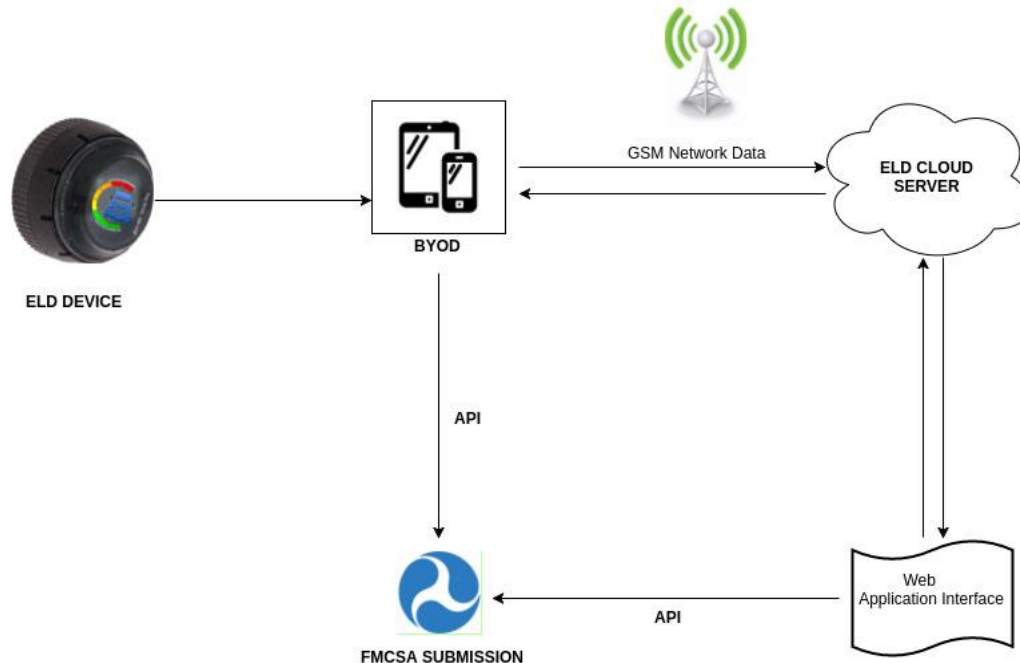 GSM Network Data
ELD CLOUD
SERVER
BYOD
ELD DEVICE
API
Web
Application Interface
API
FMCSA SUBMISSION